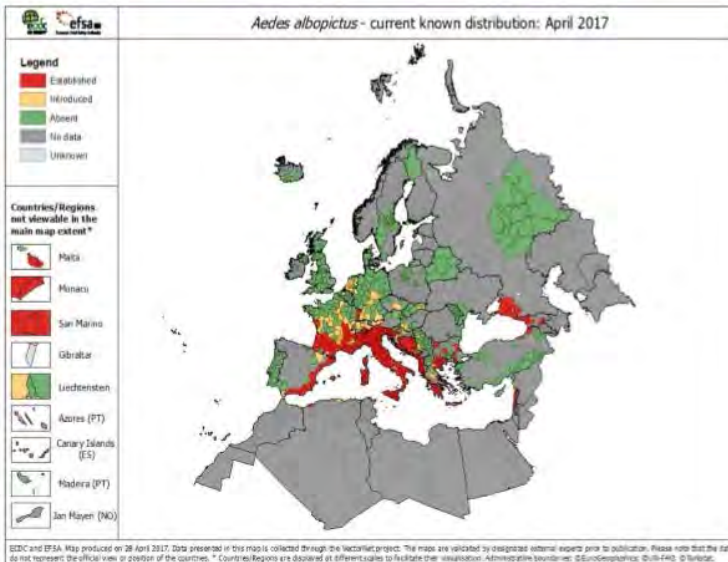 ecdc
efsa
Aedes albopictus - current known distribution: April 2017
Legend
Established
Introduced
Absent
No data
Unknown
Countries/Regions
not viewable in the
main map extent*
Malta
Monaco
San Marino
Gibraltar
Liechtenstein
Azores (PT)
Canary Islands
(ES)
Madeira (PT)
Jan Mayen (NO)
ECDC and EFSA. Map produced on 28 April 2017. Data presented in this map is collected through the VectorNet project. The maps are validated by designated external experts prior to publication. Please note that the
do not represent the official view or position of the countries. * Countries/Regions are displayed at different scales to facilitate their visualisation. Administrative boundaries: ©EuroGeographics; ©UN-FAO; ©Turkstat.